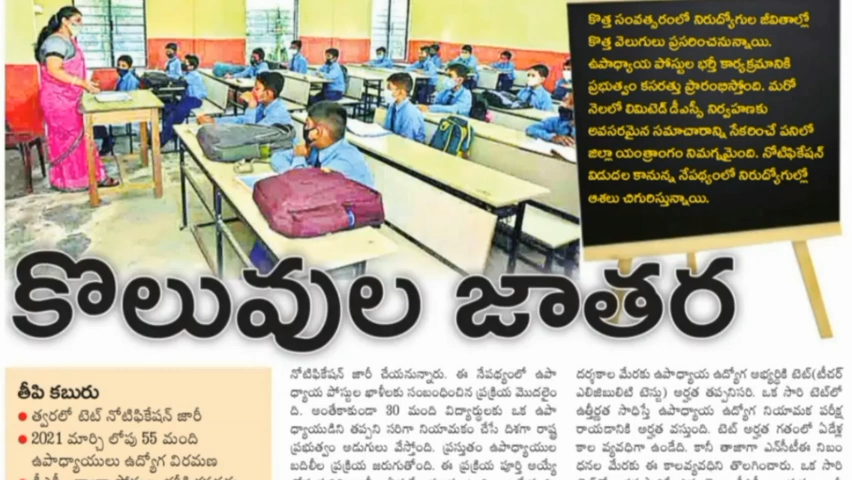 కొత్త సంవత్సరంలో నిరుద్యోగుల జీవితాల్లో
కొత్త వెలుగులు ప్రసరించనున్నాయి.
ఉపాధ్యాయ పోస్టుల భర్తీ కార్యక్రమానికి
ప్రభుత్వం కసరత్తు ప్రారంభిస్తోంది. మరో
నెలలో లిమిటెడ్ డీఎస్సీ నిర్వహణకు
అవసరమైన సమాచారాన్ని సేకరించే పనిలో
జిల్లా యంత్రాంగం నిమగ్నమైంది. నోటిఫికేషన్
విడుదల కానున్న నేపథ్యంలో నిరుద్యోగుల్లో
ఆశలు చిగురిస్తున్నాయి.
కొలువుల జాతర
తీపి కబురు
● త్వరలో టెట్ నోటిఫికేషన్ జారీ
● 2021 మార్చి లోపు 55 మంది
ఉపాధ్యాయులు ఉద్యోగ విరమణ
నోటిఫికేషన్ జారీ చేయనున్నారు. ఈ నేపథ్యంలో ఉపా
ధ్యాయ పోస్టుల ఖాళీలకు సంబంధించిన ప్రక్రియ మొదలైం
ది. అంతేకాకుండా 30 మంది విద్యార్థులకు ఒక ఉపా
ధ్యాయుడిని తప్పని సరిగా నియామకం చేసే దిశగా రాష్ట్ర
ప్రభుత్వం అడుగులు వేస్తోంది. ప్రస్తుతం ఉపాధ్యాయుల
బదిలీల ప్రక్రియ జరుగుతోంది. ఈ ప్రక్రియ పూర్తి అయ్యే
దర్శకాల మేరకు ఉపాధ్యాయ ఉద్యోగ అభ్యర్థికి టెట్(టీచర్
ఎలిజిబులిటి టెస్టు) అర్హత తప్పనిసరి. ఒక సారి టెట్‌లో
ఉత్తీర్ణత సాధిస్తే ఉపాధ్యాయ ఉద్యోగ నియామక పరీక్ష
రాయడానికి అర్హత వస్తుంది. టెట్ అర్హత గతంలో ఏడేళ్ల
కాల వ్యవధిగా ఉండేది. కానీ తాజాగా ఎన్‌సీటీఈ నిబం
ధనల మేరకు ఈ కాలవ్యవధిని తొలగించారు. ఒక సారి